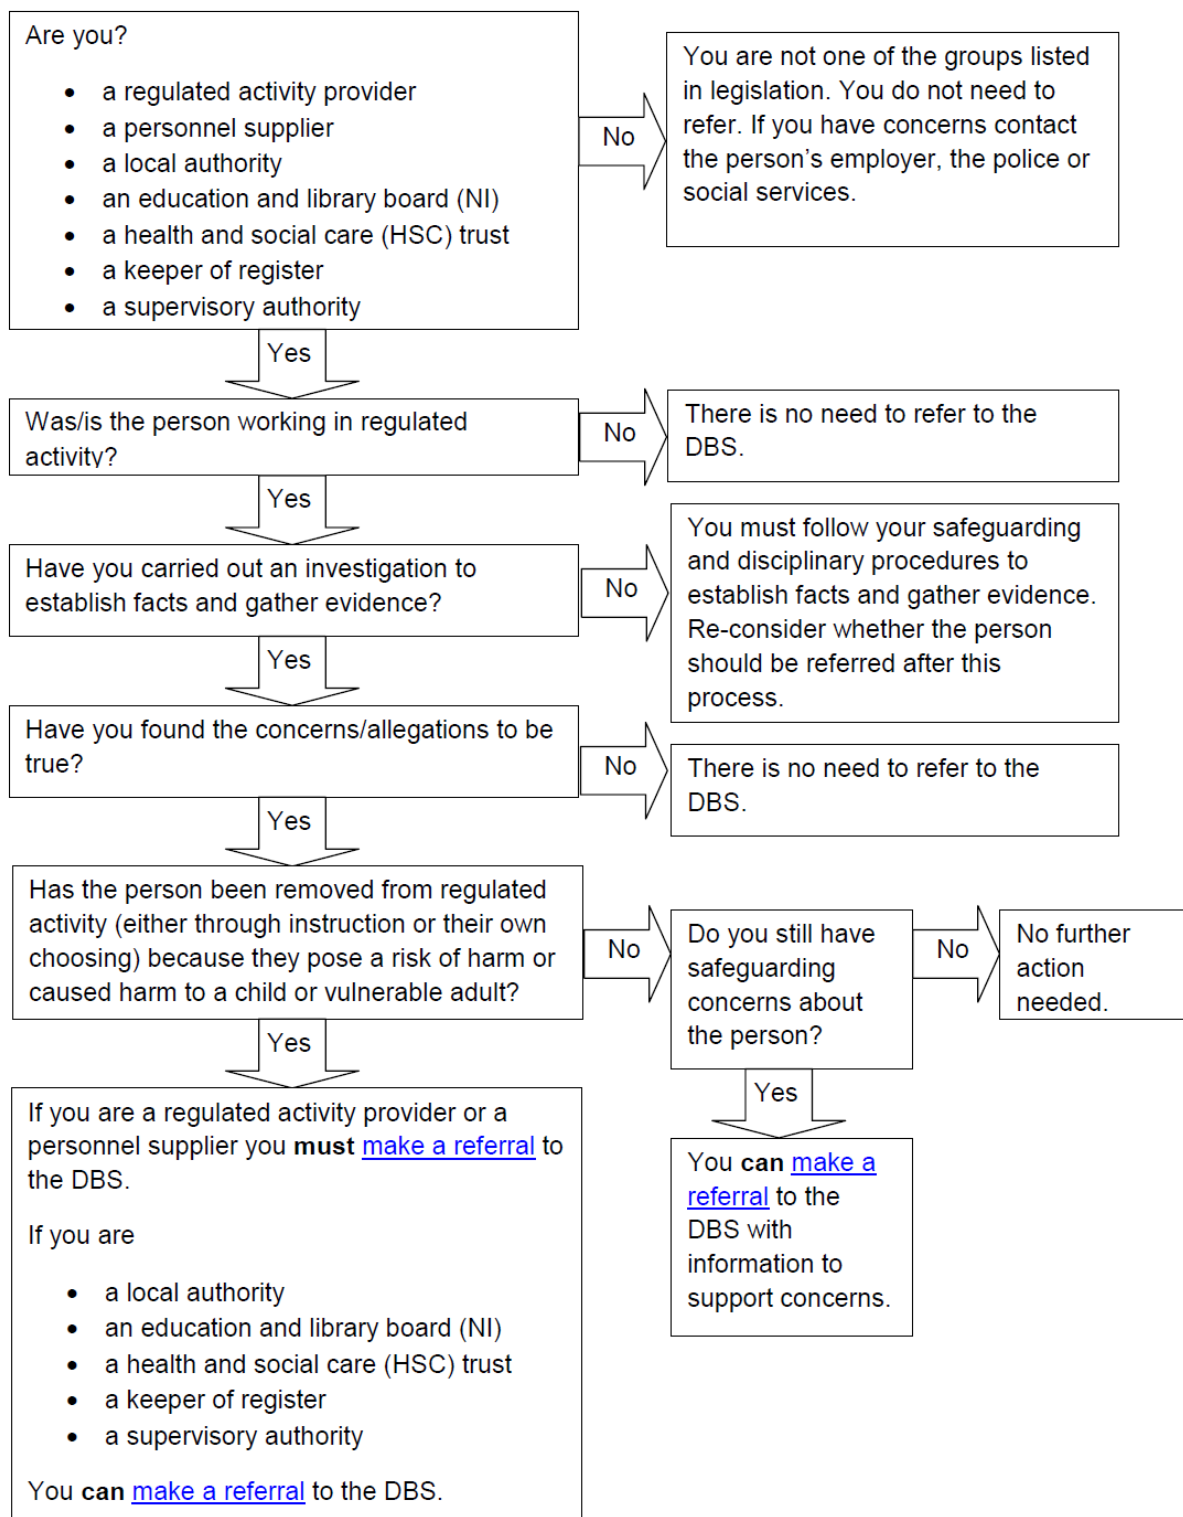 Are you?
• a regulated activity provider
• a personnel supplier
• a local authority
• an education and library board (NI)
• a health and social care (HSC) trust
• a keeper of register
• a supervisory authority
No
You are not one of the groups listed
in legislation. You do not need to
refer. If you have concerns contact
the person's employer, the police or
social services.
Yes
Was/is the person working in regulated
activity?
No
There is no need to refer to the
DBS.
Yes
Have you carried out an investigation to
establish facts and gather evidence?
No
You must follow your safeguarding
and disciplinary procedures to
establish facts and gather evidence.
Re-consider whether the person
should be referred after this
process.
Yes
Have you found the concerns/allegations to be
true?
No
There is no need to refer to the
DBS.
Yes
Has the person been removed from regulated
activity (either through instruction or their own
choosing) because they pose a risk of harm or
caused harm to a child or vulnerable adult?
No
Do you still have
safeguarding
concerns about
the person?
No
No further
action
needed.
Yes
If you are a regulated activity provider or a
personnel supplier you must make a referral to
the DBS.
If you are
• a local authority
• an education and library board (NI)
• a health and social care (HSC) trust
• a keeper of register
• a supervisory authority
You can make a referral to the DBS.
Yes
You can make a
referral to the
DBS with
information to
support concerns.